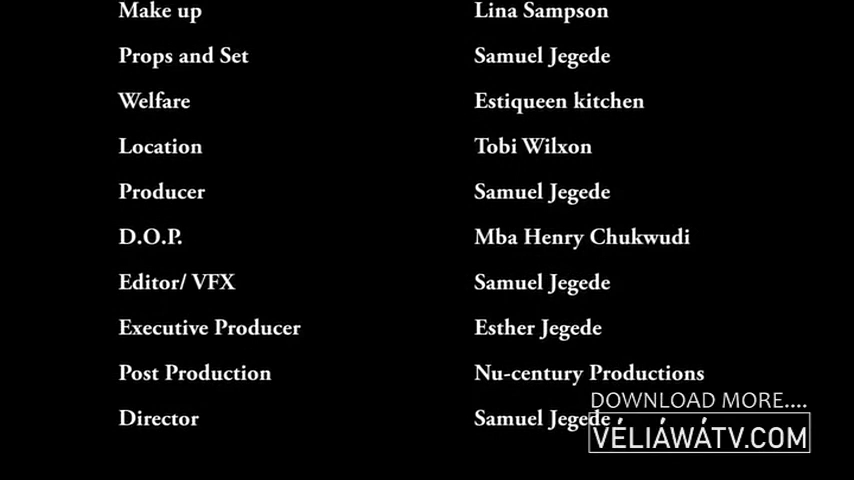 Make up Lina Sampson
Props and Set Samuel Jegede
Welfare Estiqueen kitchen
Location Tobi Wilxon
Producer Samuel Jegede
D.O.P. Mba Henry Chukwudi
Editor/ VFX Samuel Jegede
Executive Producer Esther Jegede
Post Production Nu-century Productions
DOWNLOAD MORE....
Director Samuel Jegede
VÉLIÁWÁTV.COM